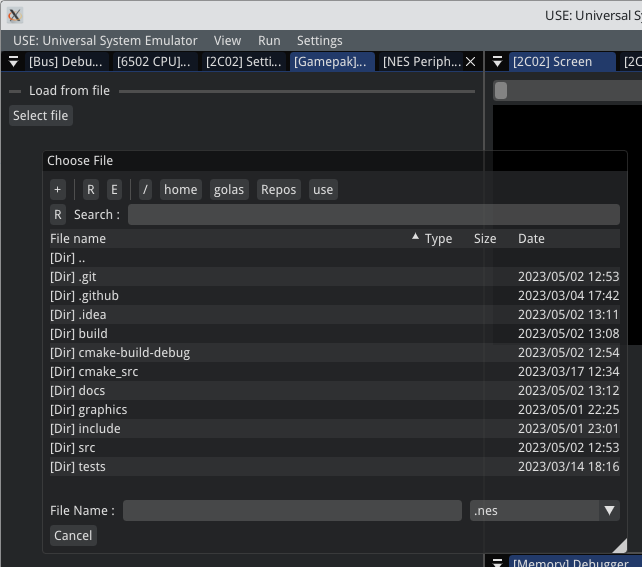 USE: Universal Sy
USE: Universal System Emulator View Run Settings
[Bus] Debu... [6502 CPU]... [2C02] Setti... [Gamepak]... [NES Periph... [2C02] Screen [2C
Load from file
Select file
Choose File
+ R E / home golas Repos use
R Search :
File name Type Size Date
[Dir] ..
[Dir] .git 2023/05/02 12:53
[Dir] .github 2023/03/04 17:42
[Dir] .idea 2023/05/02 13:11
[Dir] build 2023/05/02 13:08
[Dir] cmake-build-debug 2023/05/02 12:54
[Dir] cmake_src 2023/03/17 12:34
[Dir] docs 2023/05/02 13:12
[Dir] graphics 2023/05/01 22:25
[Dir] include 2023/05/01 23:01
[Dir] src 2023/05/02 12:53
[Dir] tests 2023/03/14 18:16
File Name : .nes
Cancel
[Memory] Debugger